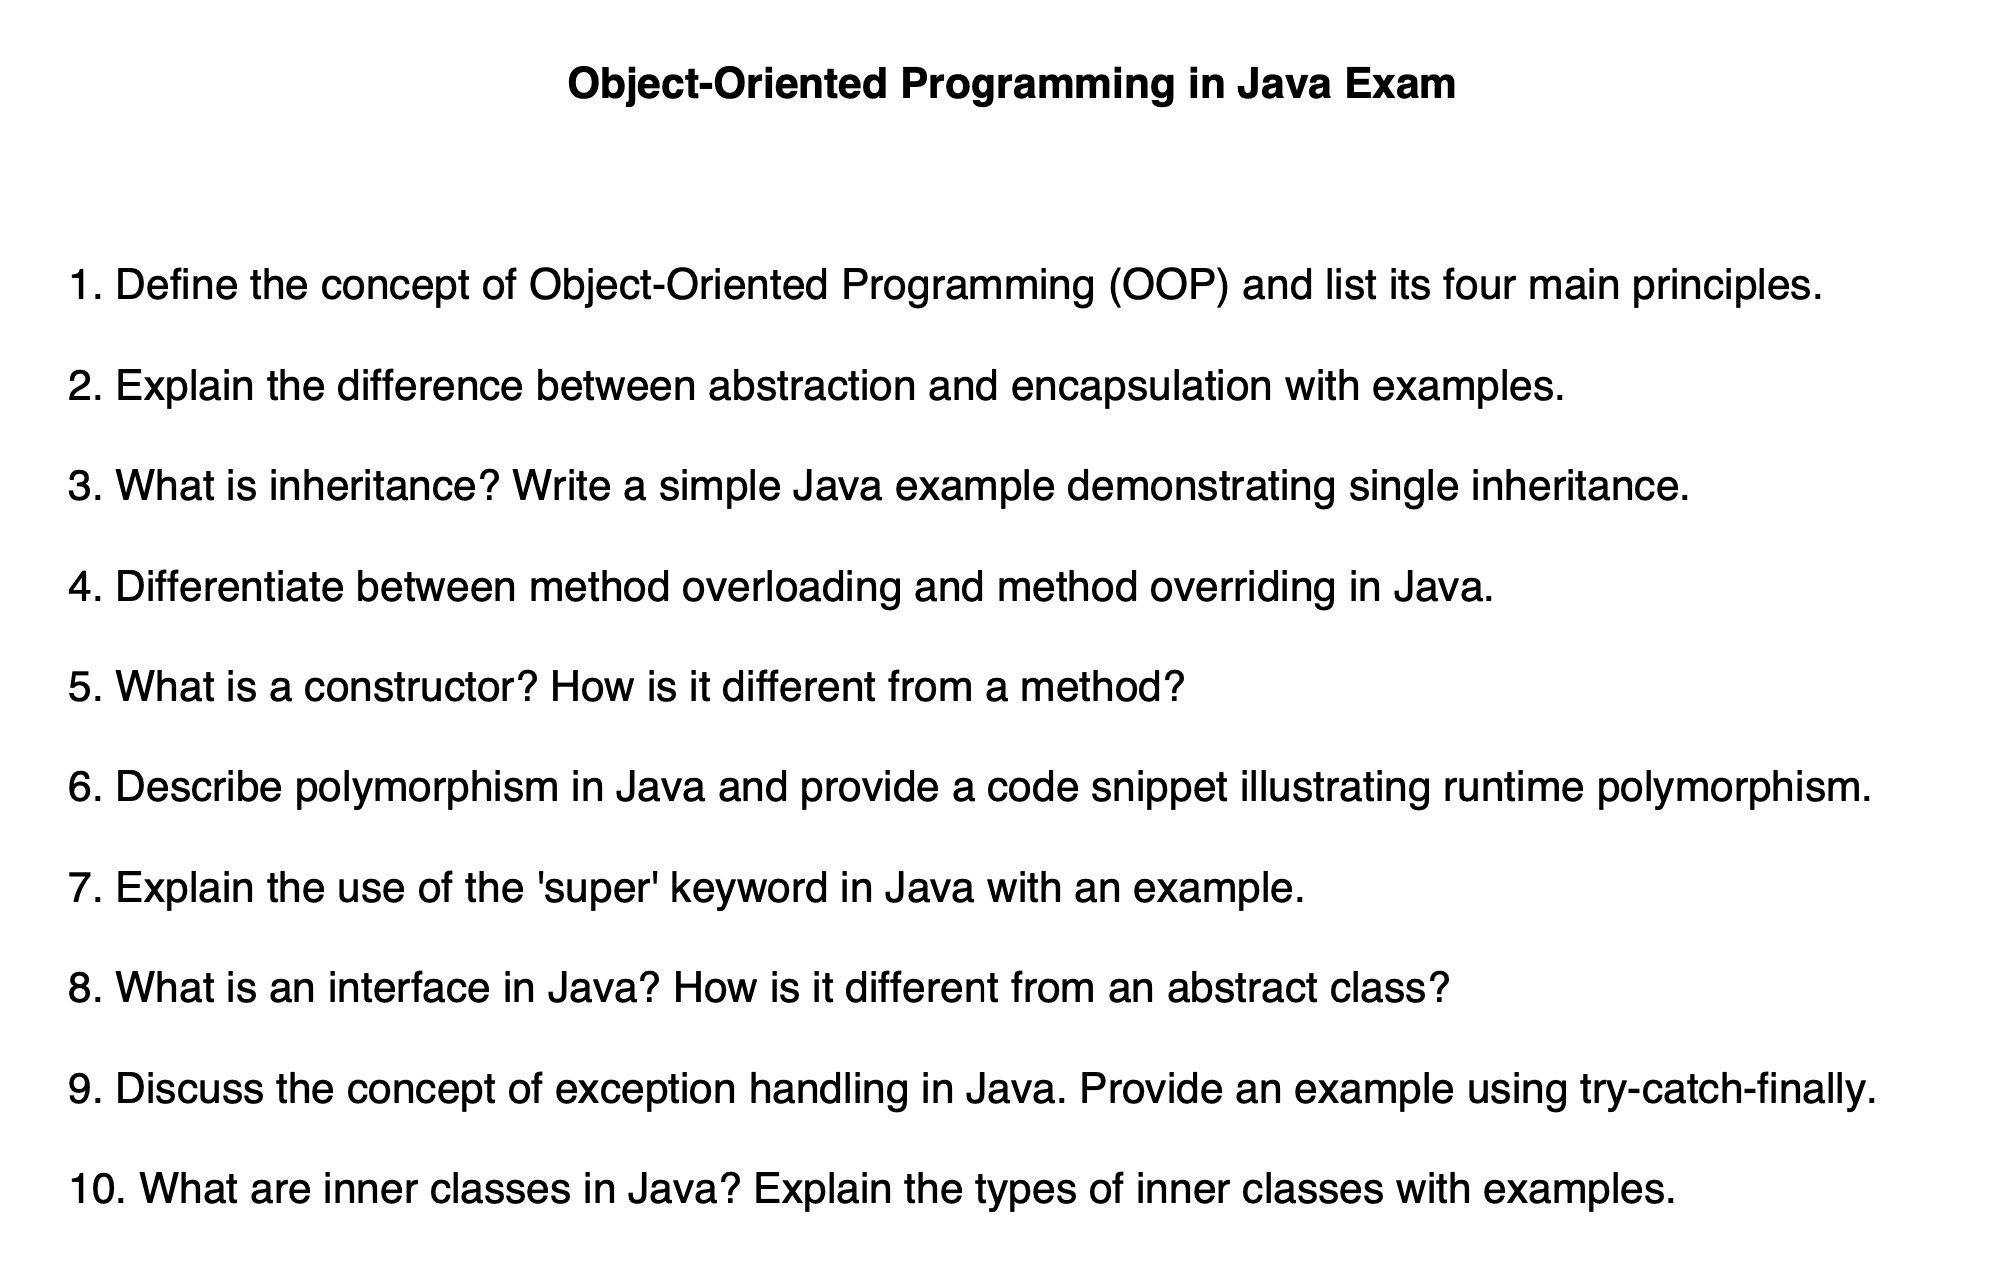 Object-Oriented Programming in Java Exam
1. Define the concept of Object-Oriented Programming (OOP) and list its four main principles.
2. Explain the difference between abstraction and encapsulation with examples.
3. What is inheritance? Write a simple Java example demonstrating single inheritance.
4. Differentiate between method overloading and method overriding in Java.
5. What is a constructor? How is it different from a method?
6. Describe polymorphism in Java and provide a code snippet illustrating runtime polymorphism.
7. Explain the use of the 'super' keyword in Java with an example.
8. What is an interface in Java? How is it different from an abstract class?
9. Discuss the concept of exception handling in Java. Provide an example using try-catch-finally.
10. What are inner classes in Java? Explain the types of inner classes with examples.